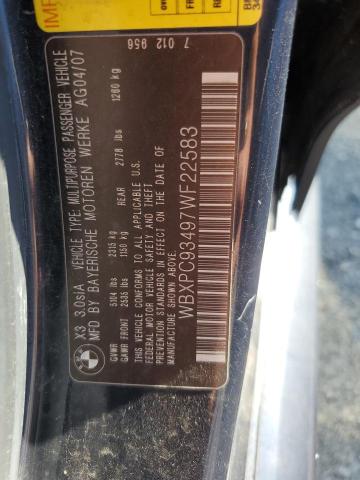 X3 3.0siA VEHICLE TYPE: MULTIPURPOSE PASSENGER VEHICLE
MFD BY BAYERISCHE MOTOREN WERKE AG04/07
GVWR 5104 lbs 2315 kg
GAWR FRONT 2535 lbs 1150 kg REAR 2778 lbs 1260 kg
THIS VEHICLE CONFORMS TO ALL APPLICABLE
FEDERAL MOTOR VEHICLE SAFETY AND THEFT
PREVENTION STANDARDS IN EFFECT ON THE
DATE OF MANUFACTURE SHOWN ABOVE.
WBXPC93497WF22583
7 012 956